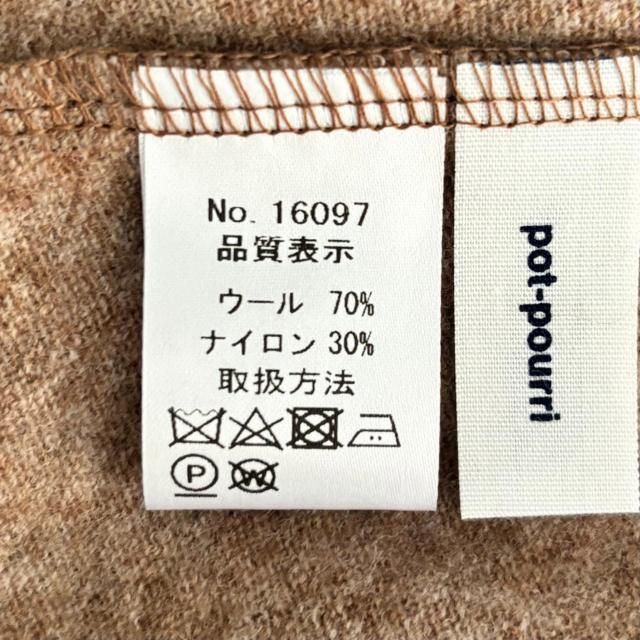 No. 16097
品質表示
ウール 70%
ナイロン 30%
取扱方法
P
W
pot-pourri